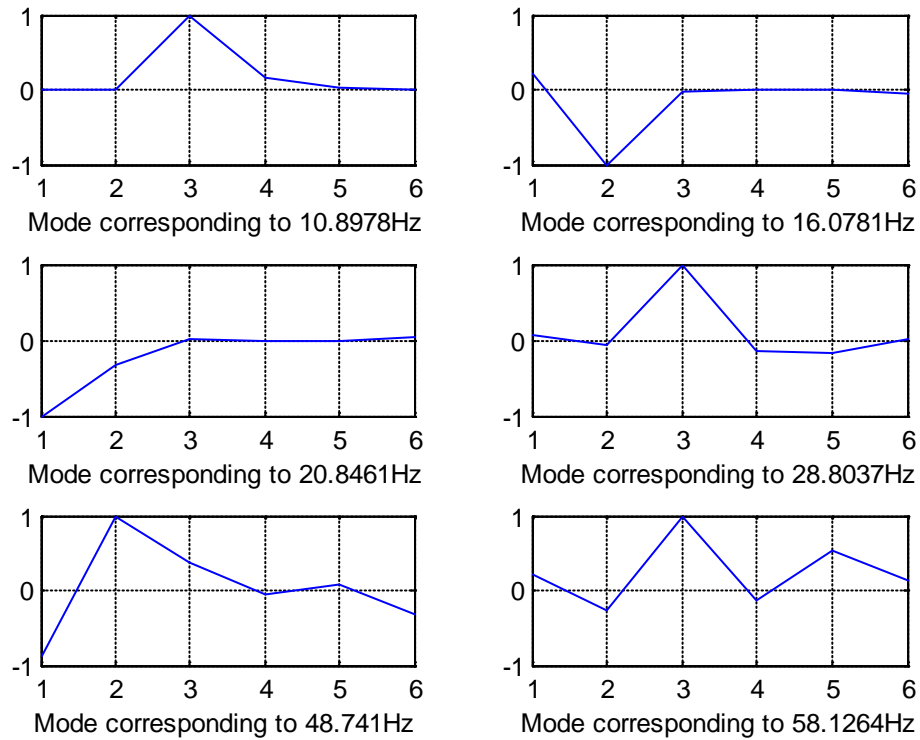 1
0
-1
1 2 3 4 5 6
Mode corresponding to 10.8978Hz
1
0
-1
1 2 3 4 5 6
Mode corresponding to 16.0781Hz
1
0
-1
1 2 3 4 5 6
Mode corresponding to 20.8461Hz
1
0
-1
1 2 3 4 5 6
Mode corresponding to 28.8037Hz
1
0
-1
1 2 3 4 5 6
Mode corresponding to 48.741Hz
1
0
-1
1 2 3 4 5 6
Mode corresponding to 58.1264Hz